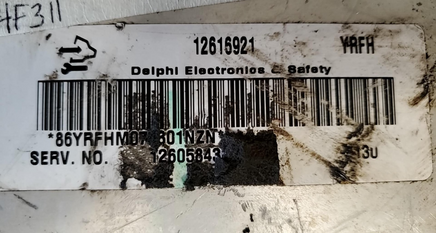 HF311
12616921 YRFH
Delphi Electronics & Safety
SERV. NO. 12605843